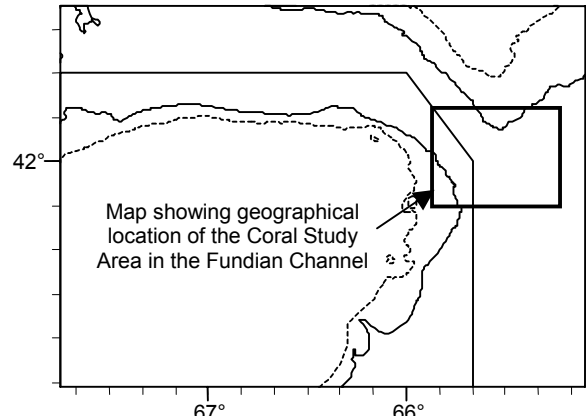 42°
Map showing geographical
location of the Coral Study
Area in the Fundian Channel
67°
66°